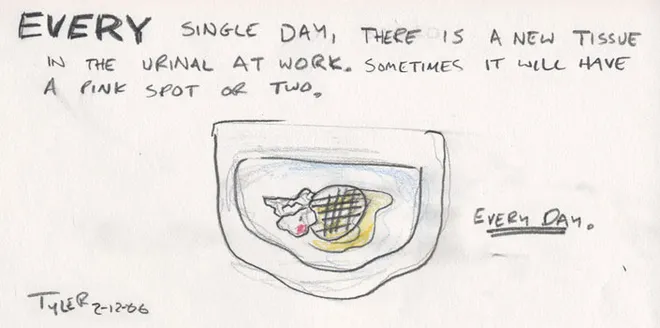 EVERY SINGLE DAY, THERE IS A NEW TISSUE
IN THE URINAL AT WORK. SOMETIMES IT WILL HAVE
A PINK SPOT OR TWO.
EVERY DAY.
TYLER 2-12-06